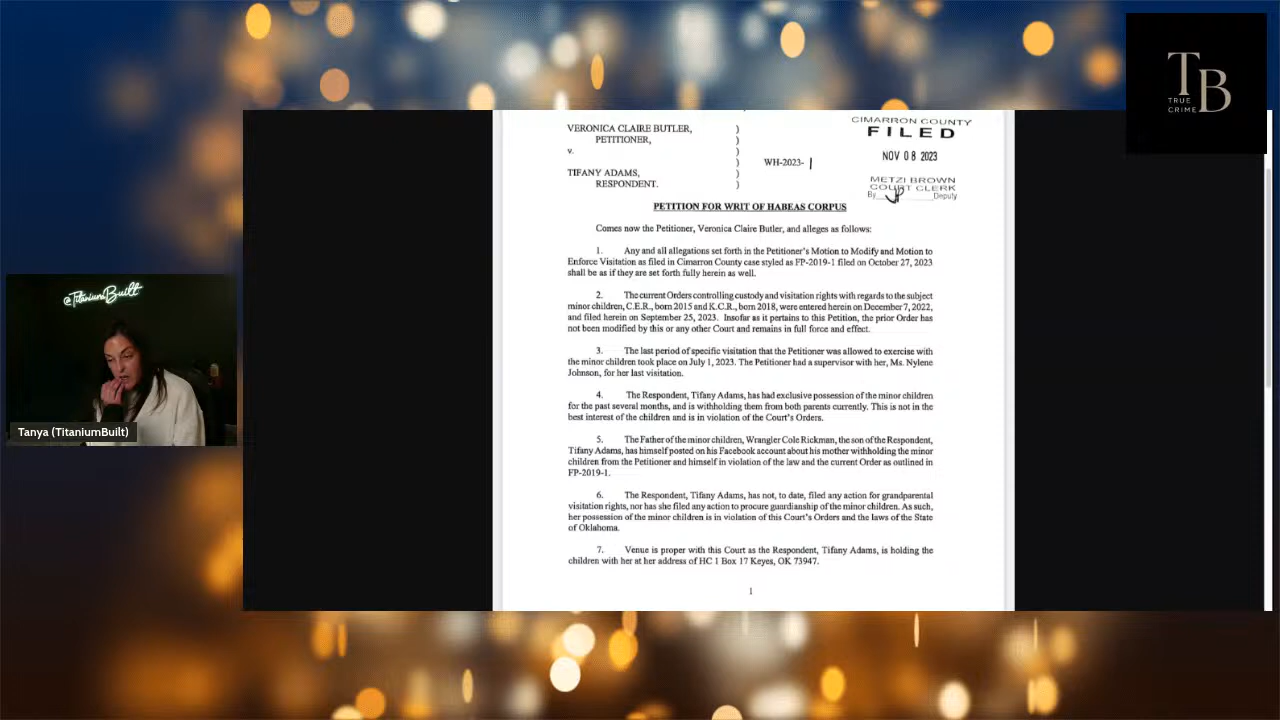 T
B
TRUE
CRIME
CIMARRON COUNTY
FILED
NOV 08 2023
METZI BROWN
COURT CLERK
By Deputy
VERONICA CLAIRE BUTLER, )
PETITIONER, )
v. )
) WH-2023- 1
TIFANY ADAMS, )
RESPONDENT. )
PETITION FOR WRIT OF HABEAS CORPUS
Comes now the Petitioner, Veronica Claire Butler, and alleges as follows:
1. Any and all allegations set forth in the Petitioner's Motion to Modify and Motion to
Enforce Visitation as filed in Cimarron County case styled as FP-2019-1 filed on October 27, 2023
shall be as if they are set forth fully herein as well.
2. The current Orders controlling custody and visitation rights with regards to the subject
minor children, C.E.R., born 2015 and K.C.R., born 2018, were entered herein on December 7, 2022,
and filed herein on September 25, 2023. Insofar as it pertains to this Petition, the prior Order has
not been modified by this or any other Court and remains in full force and effect.
3. The last period of specific visitation that the Petitioner was allowed to exercise with
the minor children took place on July 1, 2023. The Petitioner had a supervisor with her, Ms. Nylene
Johnson, for her last visitation.
4. The Respondent, Tifany Adams, has had exclusive possession of the minor children
for the past several months, and is withholding them from both parents currently. This is not in the
best interest of the children and is in violation of the Court's Orders.
5. The Father of the minor children, Wrangler Cole Rickman, the son of the Respondent,
Tifany Adams, has himself posted on his Facebook account about his mother withholding the minor
children from the Petitioner and himself in violation of the law and the current Order as outlined in
FP-2019-1.
6. The Respondent, Tifany Adams, has not, to date, filed any action for grandparental
visitation rights, nor has she filed any action to procure guardianship of the minor children. As such,
her possession of the minor children is in violation of this Court's Orders and the laws of the State
of Oklahoma.
7. Venue is proper with this Court as the Respondent, Tifany Adams, is holding the
children with her at her address of HC 1 Box 17 Keyes, OK 73947.
1
@TitaniumBuilt
Tanya (TitaniumBuilt)